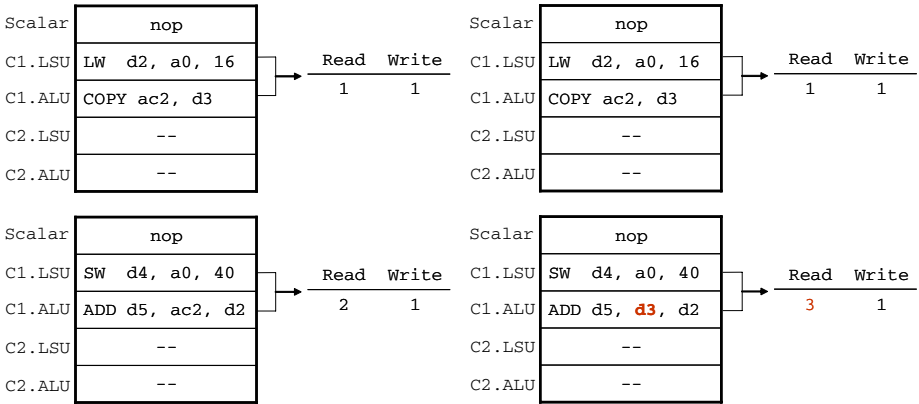 Scalar nop
C1.LSU LW d2, a0, 16 Read Write
C1.ALU COPY ac2, d3 1 1
C2.LSU --
C2.ALU --
Scalar nop
C1.LSU LW d2, a0, 16 Read Write
C1.ALU COPY ac2, d3 1 1
C2.LSU --
C2.ALU --
Scalar nop
C1.LSU SW d4, a0, 40 Read Write
C1.ALU ADD d5, ac2, d2 2 1
C2.LSU --
C2.ALU --
Scalar nop
C1.LSU SW d4, a0, 40 Read Write
C1.ALU ADD d5, d3, d2 3 1
C2.LSU --
C2.ALU --